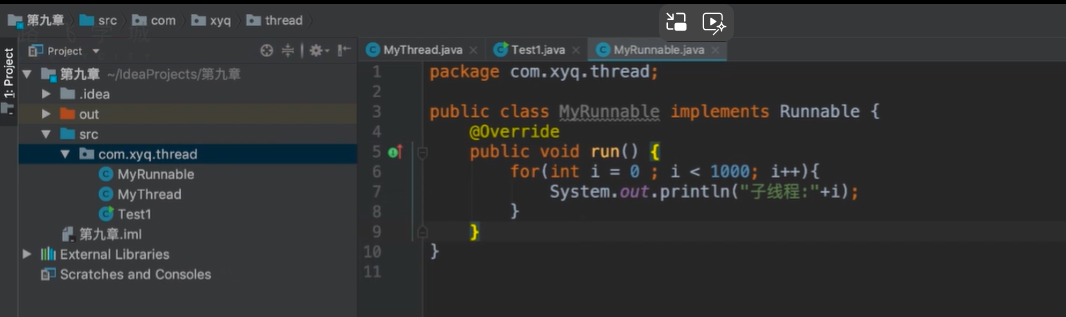 第九章 src com xyq thread
Project
MyThread.java Test1.java MyRunnable.java
1: Project
第九章 ~/IdeaProjects/第九章
.idea
out
src
com.xyq.thread
MyRunnable
MyThread
Test1
第九章.iml
External Libraries
Scratches and Consoles
1 package com.xyq.thread;
2
3 public class MyRunnable implements Runnable {
4 @Override
5 public void run() {
6 for(int i = 0 ; i < 1000; i++){
7 System.out.println("子线程:"+i);
8 }
9 }
10 }
11